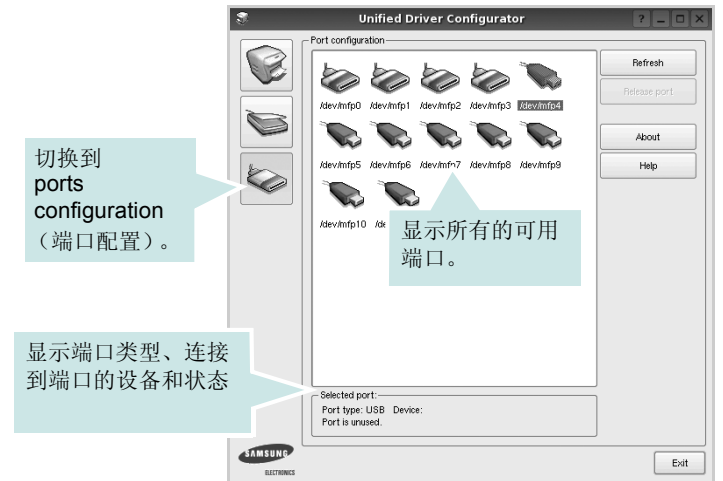 Unified Driver Configurator
Port configuration
/dev/mfp0 /dev/mfp1 /dev/mfp2 /dev/mfp3 /dev/mfp4
/dev/mfp5 /dev/mfp6 /dev/mfp7 /dev/mfp8 /dev/mfp9
/dev/mfp10
Refresh
Release port
About
Help
切换到
ports
configuration
（端口配置）。
显示所有的可用
端口。
显示端口类型、连接
到端口的设备和状态
Selected port:
Port type: USB Device:
Port is unused.
SAMSUNG
ELECTRONICS
Exit